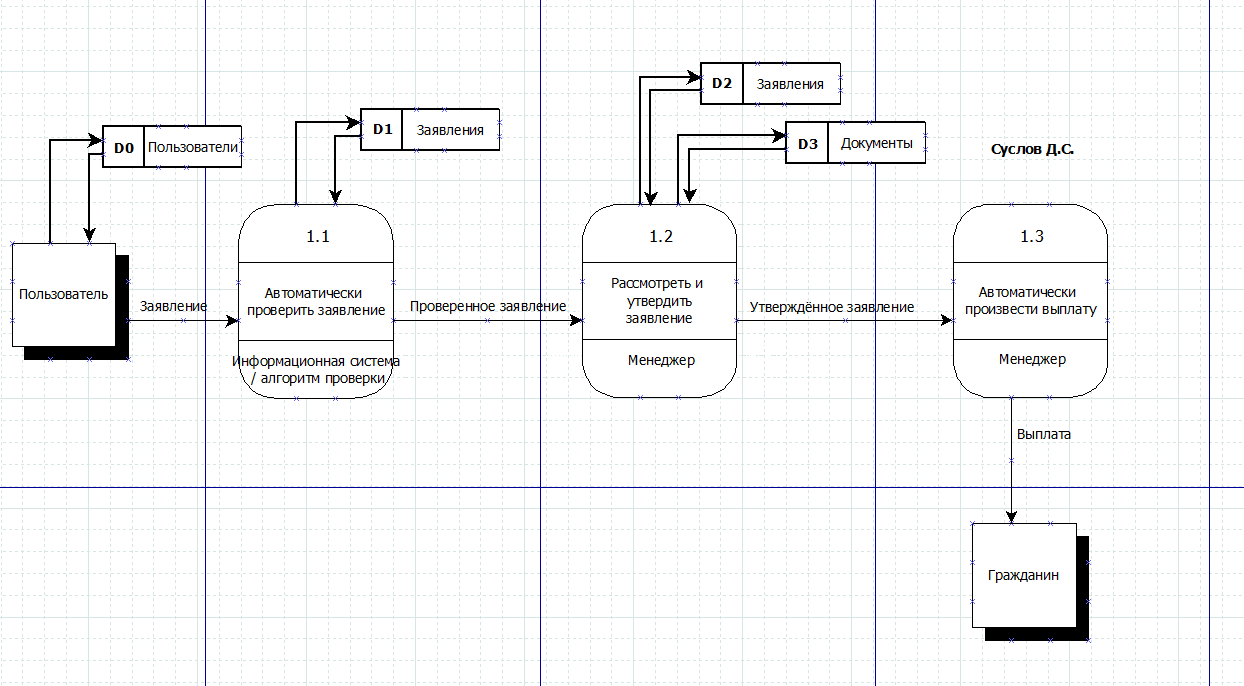 D2
Заявления
D1
Заявления
D3
Документы
D0
Пользователи
Суслов Д.С.
1.1
1.2
1.3
Пользователь
Заявление
Автоматически
проверить заявление
Информационная система
/ алгоритм проверки
Проверенное заявление
Рассмотреть и
утвердить
заявление
Менеджер
Утверждённое заявление
Автоматически
произвести выплату
Менеджер
Выплата
Гражданин